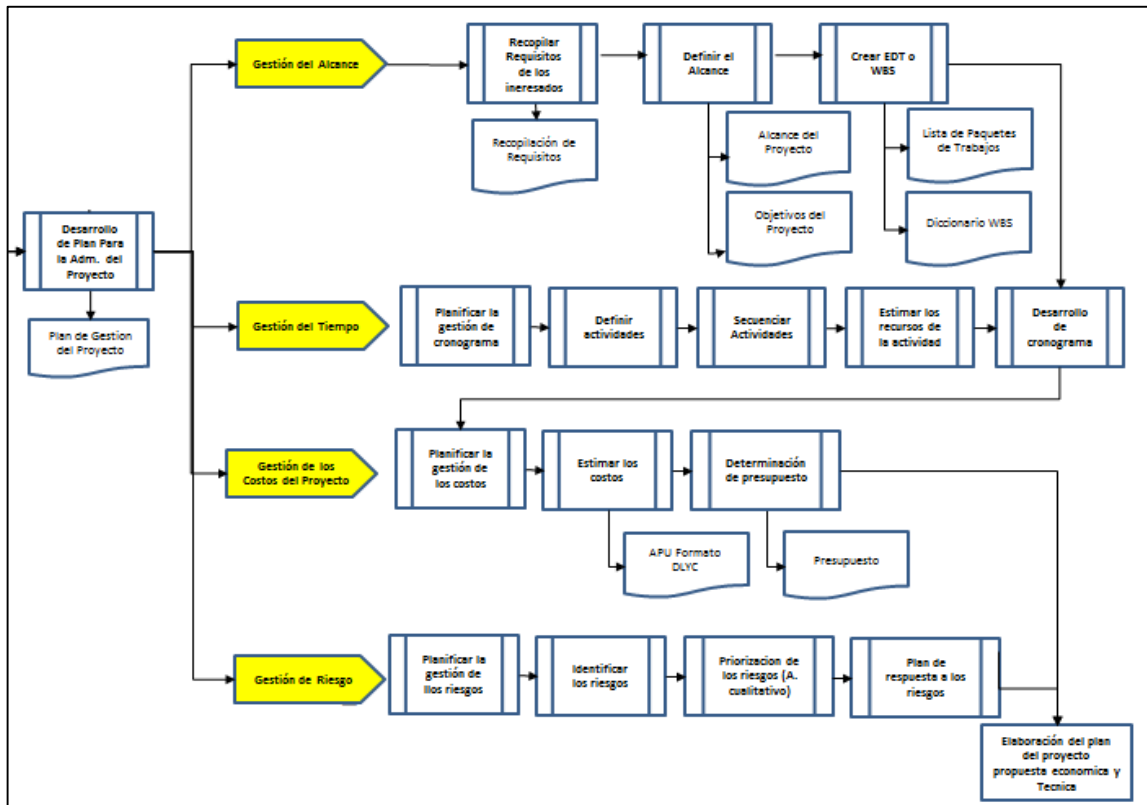 Gestión del Alcance
Recopilar
Requisitos
de los
ineresados
Definir el
Alcance
Crear EDT o
WBS
Recopilación de
Requisitos
Alcance del
Proyecto
Lista de Paquetes
de Trabajos
Objetivos del
Proyecto
Diccionario WBS
Desarrollo
de Plan Para
la Adm. del
Proyecto
Plan de Gestion
del Proyecto
Gestión del Tiempo
Planificar la
gestión de
cronograma
Definir
actividades
Secuenciar
Actividades
Estimar los
recursos de
la actividad
Desarrollo
de
cronograma
Gestión de los
Costos del Proyecto
Planificar la
gestión de
los costos
Estimar los
costos
Determinación
de presupuesto
APU Formato
DLYC
Presupuesto
Gestión de Riesgo
Planificar la
gestión de
llos riesgos
Identificar
los riesgos
Priorizacion de
los riesgos (A.
cualitativo)
Plan de
respuesta a los
riesgos
Elaboración del plan
del proyecto
propuesta economica y
Tecnica